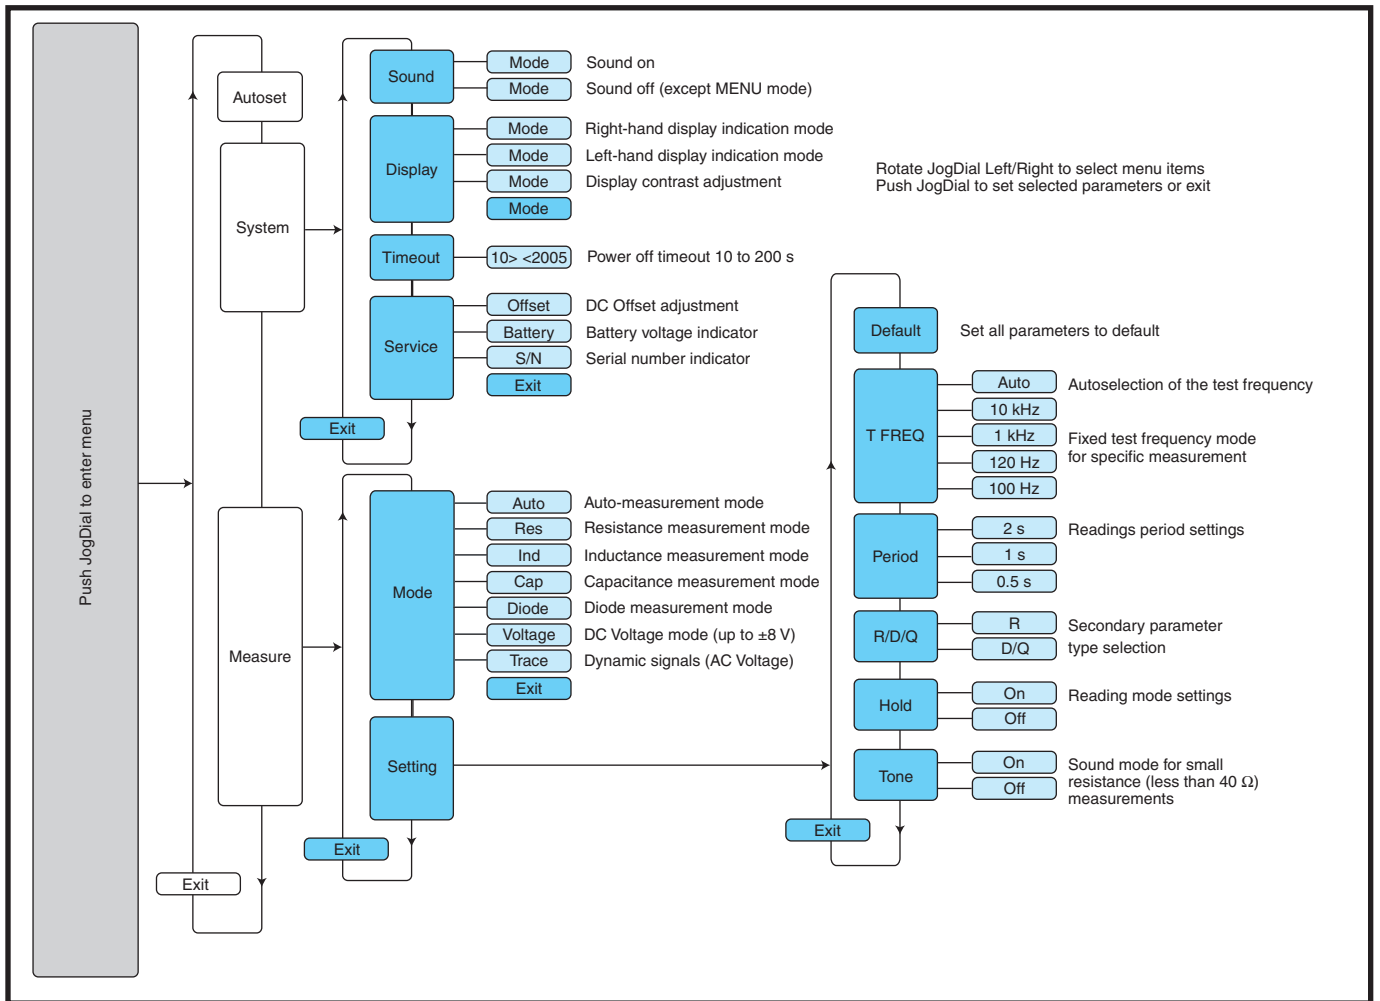 Push JogDial to enter menu
Autoset
System
Measure
Exit
Sound
Mode
Sound on
Mode
Sound off (except MENU mode)
Display
Mode
Right-hand display indication mode
Mode
Left-hand display indication mode
Mode
Display contrast adjustment
Mode
Timeout
10> <2005
Power off timeout 10 to 200 s
Service
Offset
DC Offset adjustment
Battery
Battery voltage indicator
S/N
Serial number indicator
Exit
Exit
Rotate JogDial Left/Right to select menu items
Push JogDial to set selected parameters or exit
Mode
Auto
Auto-measurement mode
Res
Resistance measurement mode
Ind
Inductance measurement mode
Cap
Capacitance measurement mode
Diode
Diode measurement mode
Voltage
DC Voltage mode (up to ±8 V)
Trace
Dynamic signals (AC Voltage)
Exit
Setting
Exit
Default
Set all parameters to default
T FREQ
Auto
Autoselection of the test frequency
10 kHz
1 kHz
120 Hz
100 Hz
Fixed test frequency mode
for specific measurement
Period
2 s
Readings period settings
1 s
0.5 s
R/D/Q
R
D/Q
Secondary parameter
type selection
Hold
On
Reading mode settings
Off
Tone
On
Off
Sound mode for small
resistance (less than 40 Ω)
measurements
Exit